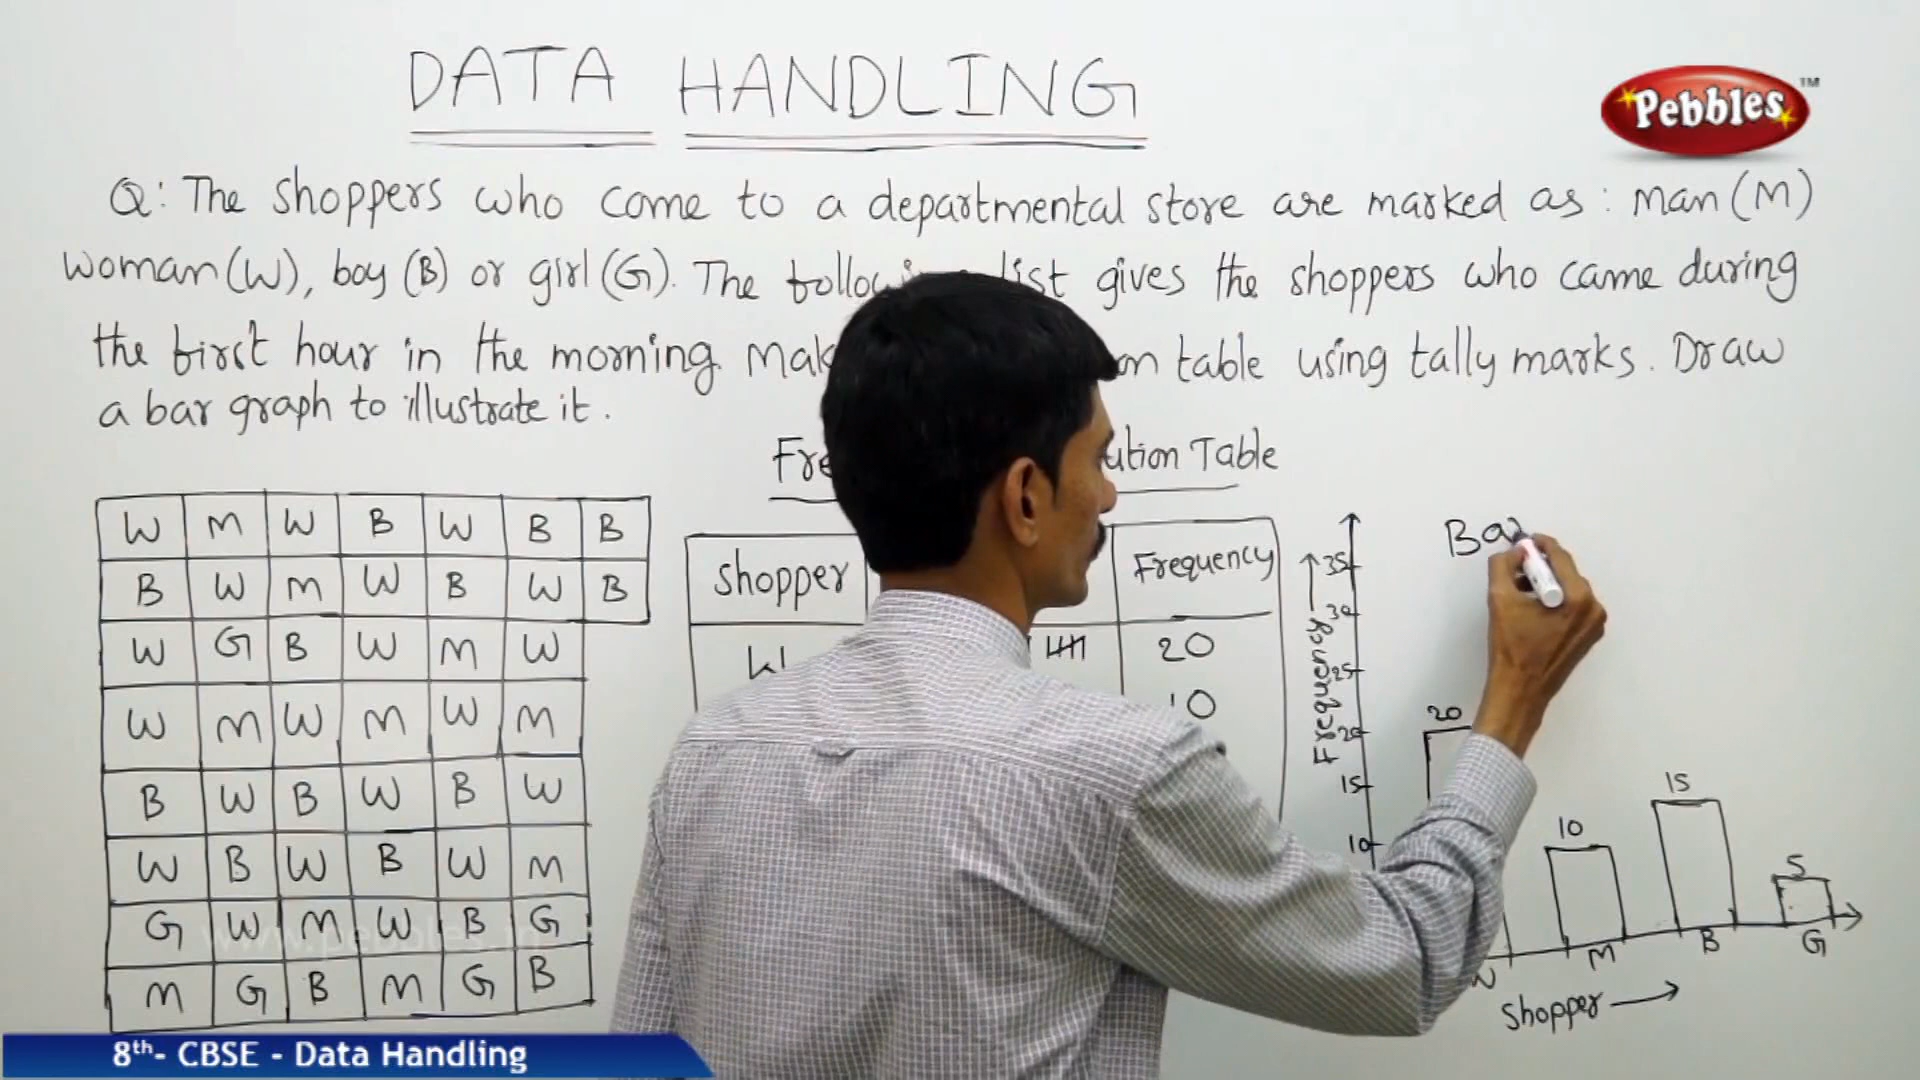 DATA HANDLING
Pebbles™
Q: The shoppers who come to a departmental store are marked as : man (M)
woman (W), boy (B) or girl (G). The list gives the shoppers who came during
the first hour in the morning. table using tally marks. Draw
a bar graph to illustrate it.
Table
W M W B W B B
B W M W B W B
W G B W M W
W M W M W M
B W B W B W
W B W B W M
G W M W B G
M G B M G B
Shopper Frequency
W 20
10
Frequency
35
30
25
20
15
10
20
10
15
5
W M B G
Shopper
www.pebbles.in
8th- CBSE - Data Handling